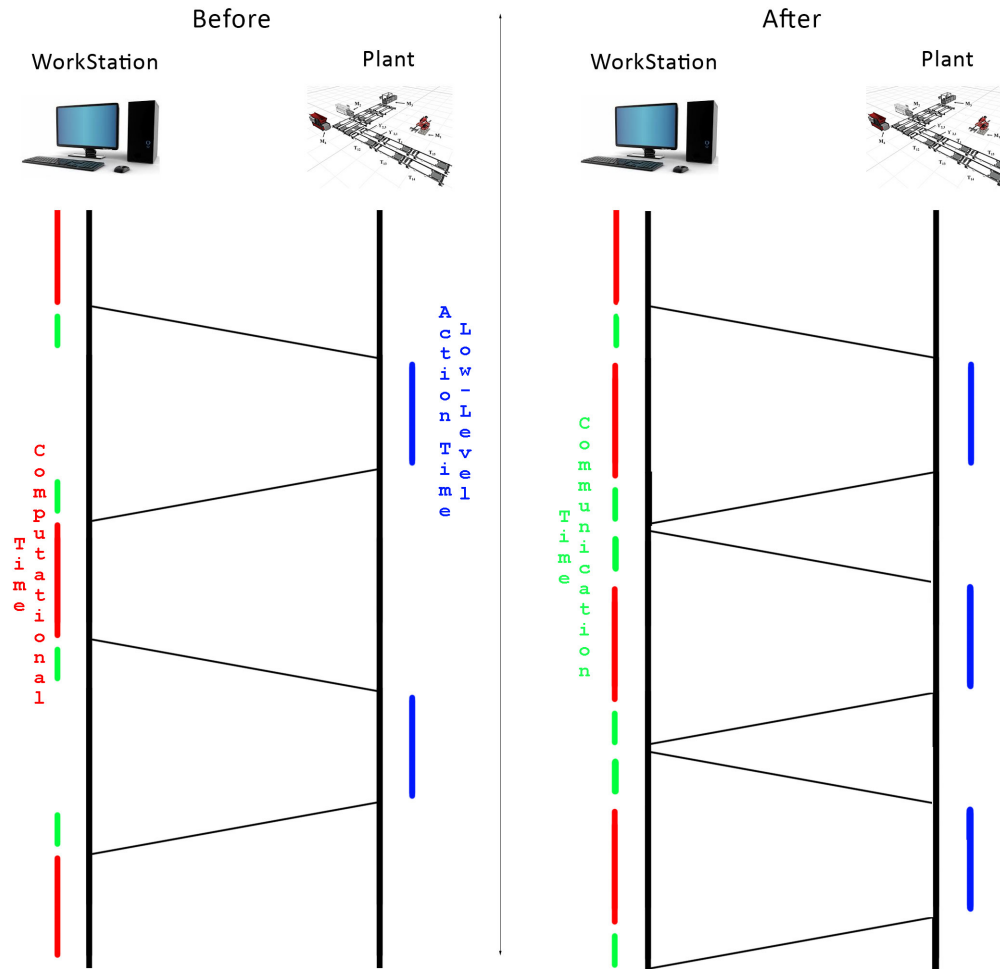 Before
After
WorkStation
Plant
WorkStation
Plant
Low-Level
Action Time
Computational
Time
Communication
Time